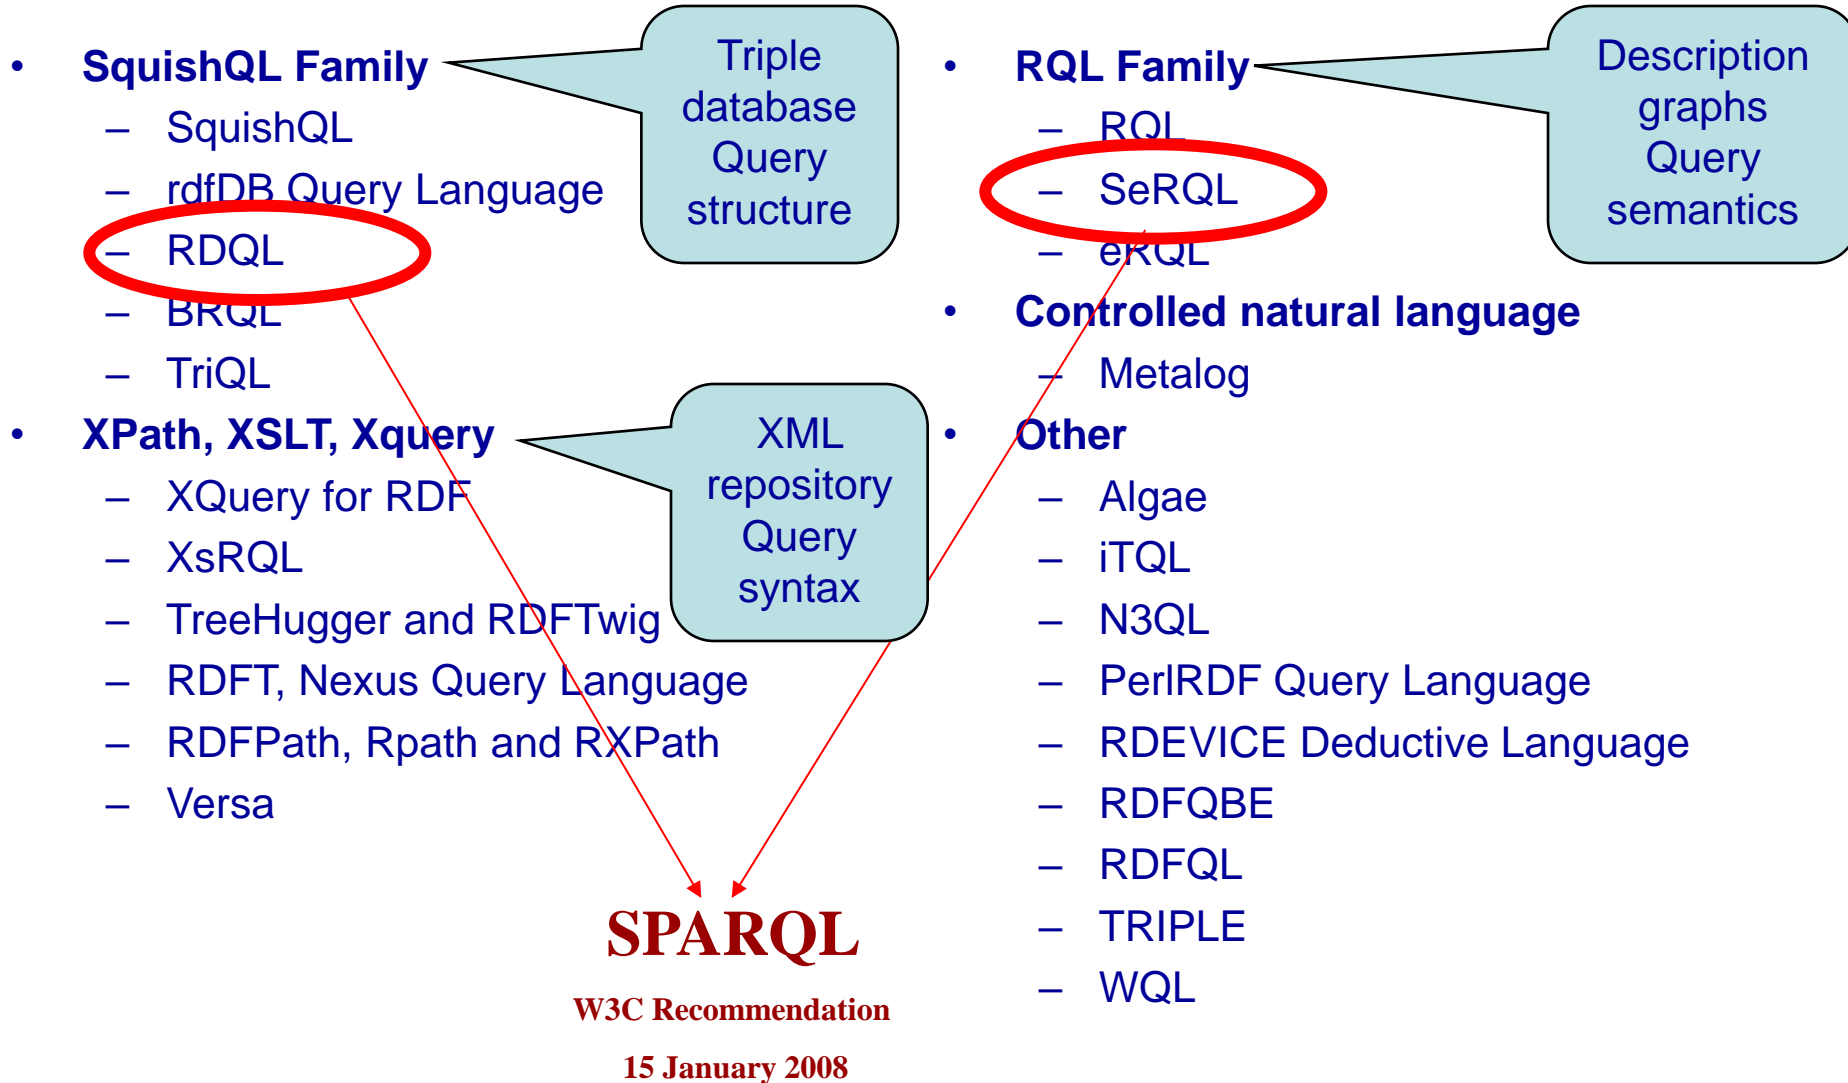 • SquishQL Family
– SquishQL
– rdfDB Query Language
– RDQL
– BRQL
– TriQL
• XPath, XSLT, Xquery
– XQuery for RDF
– XsRQL
– TreeHugger and RDFTwig
– RDFT, Nexus Query Language
– RDFPath, Rpath and RXPath
– Versa
Triple
database
Query
structure
XML
repository
Query
syntax
• RQL Family
– RQL
– SeRQL
– eRQL
• Controlled natural language
– Metalog
• Other
– Algae
– iTQL
– N3QL
– PerlRDF Query Language
– RDEVICE Deductive Language
– RDFQBE
– RDFQL
– TRIPLE
– WQL
Description
graphs
Query
semantics
SPARQL
W3C Recommendation
15 January 2008